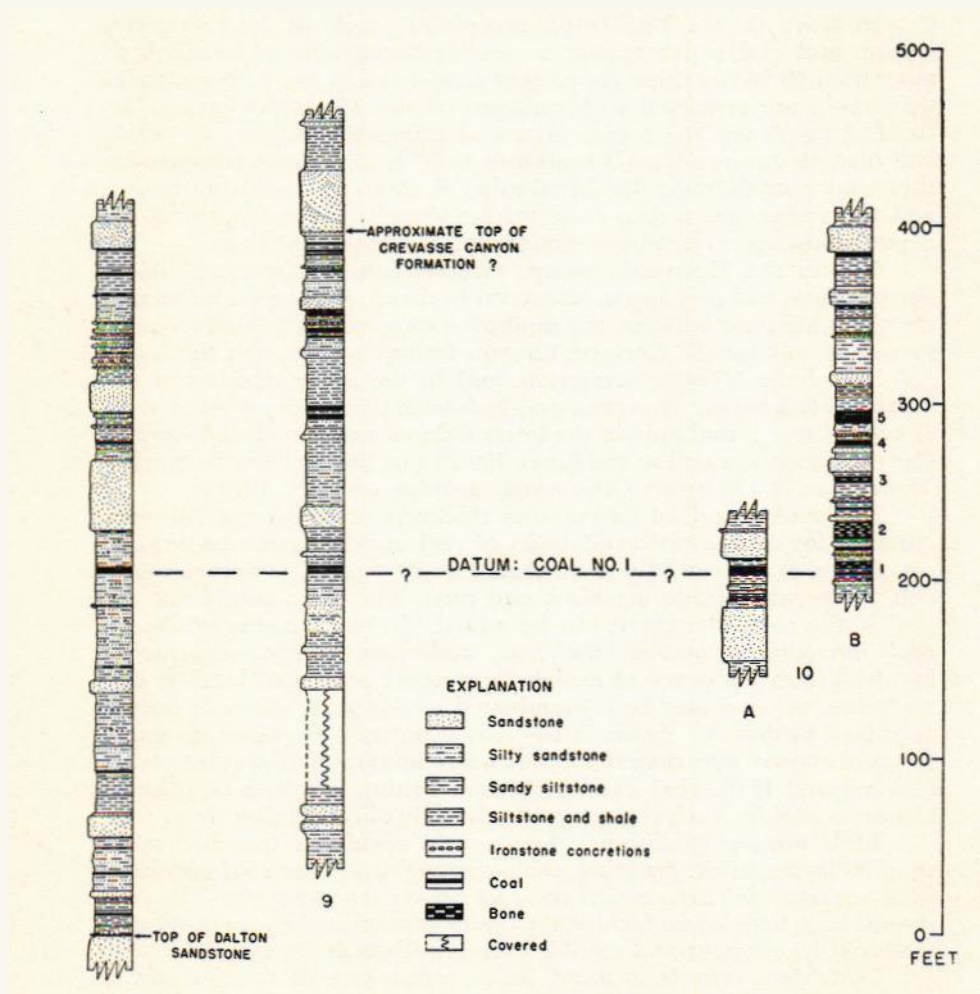 500
APPROXIMATE TOP OF
CREVASSE CANYON
FORMATION ?
400
300
5
4
3
2
1
? DATUM: COAL NO. 1 ?
200
B
10
A
EXPLANATION
Sandstone
Silty sandstone
Sandy siltstone
Siltstone and shale
Ironstone concretions
Coal
Bone
Covered
100
9
TOP OF DALTON
SANDSTONE
0
FEET